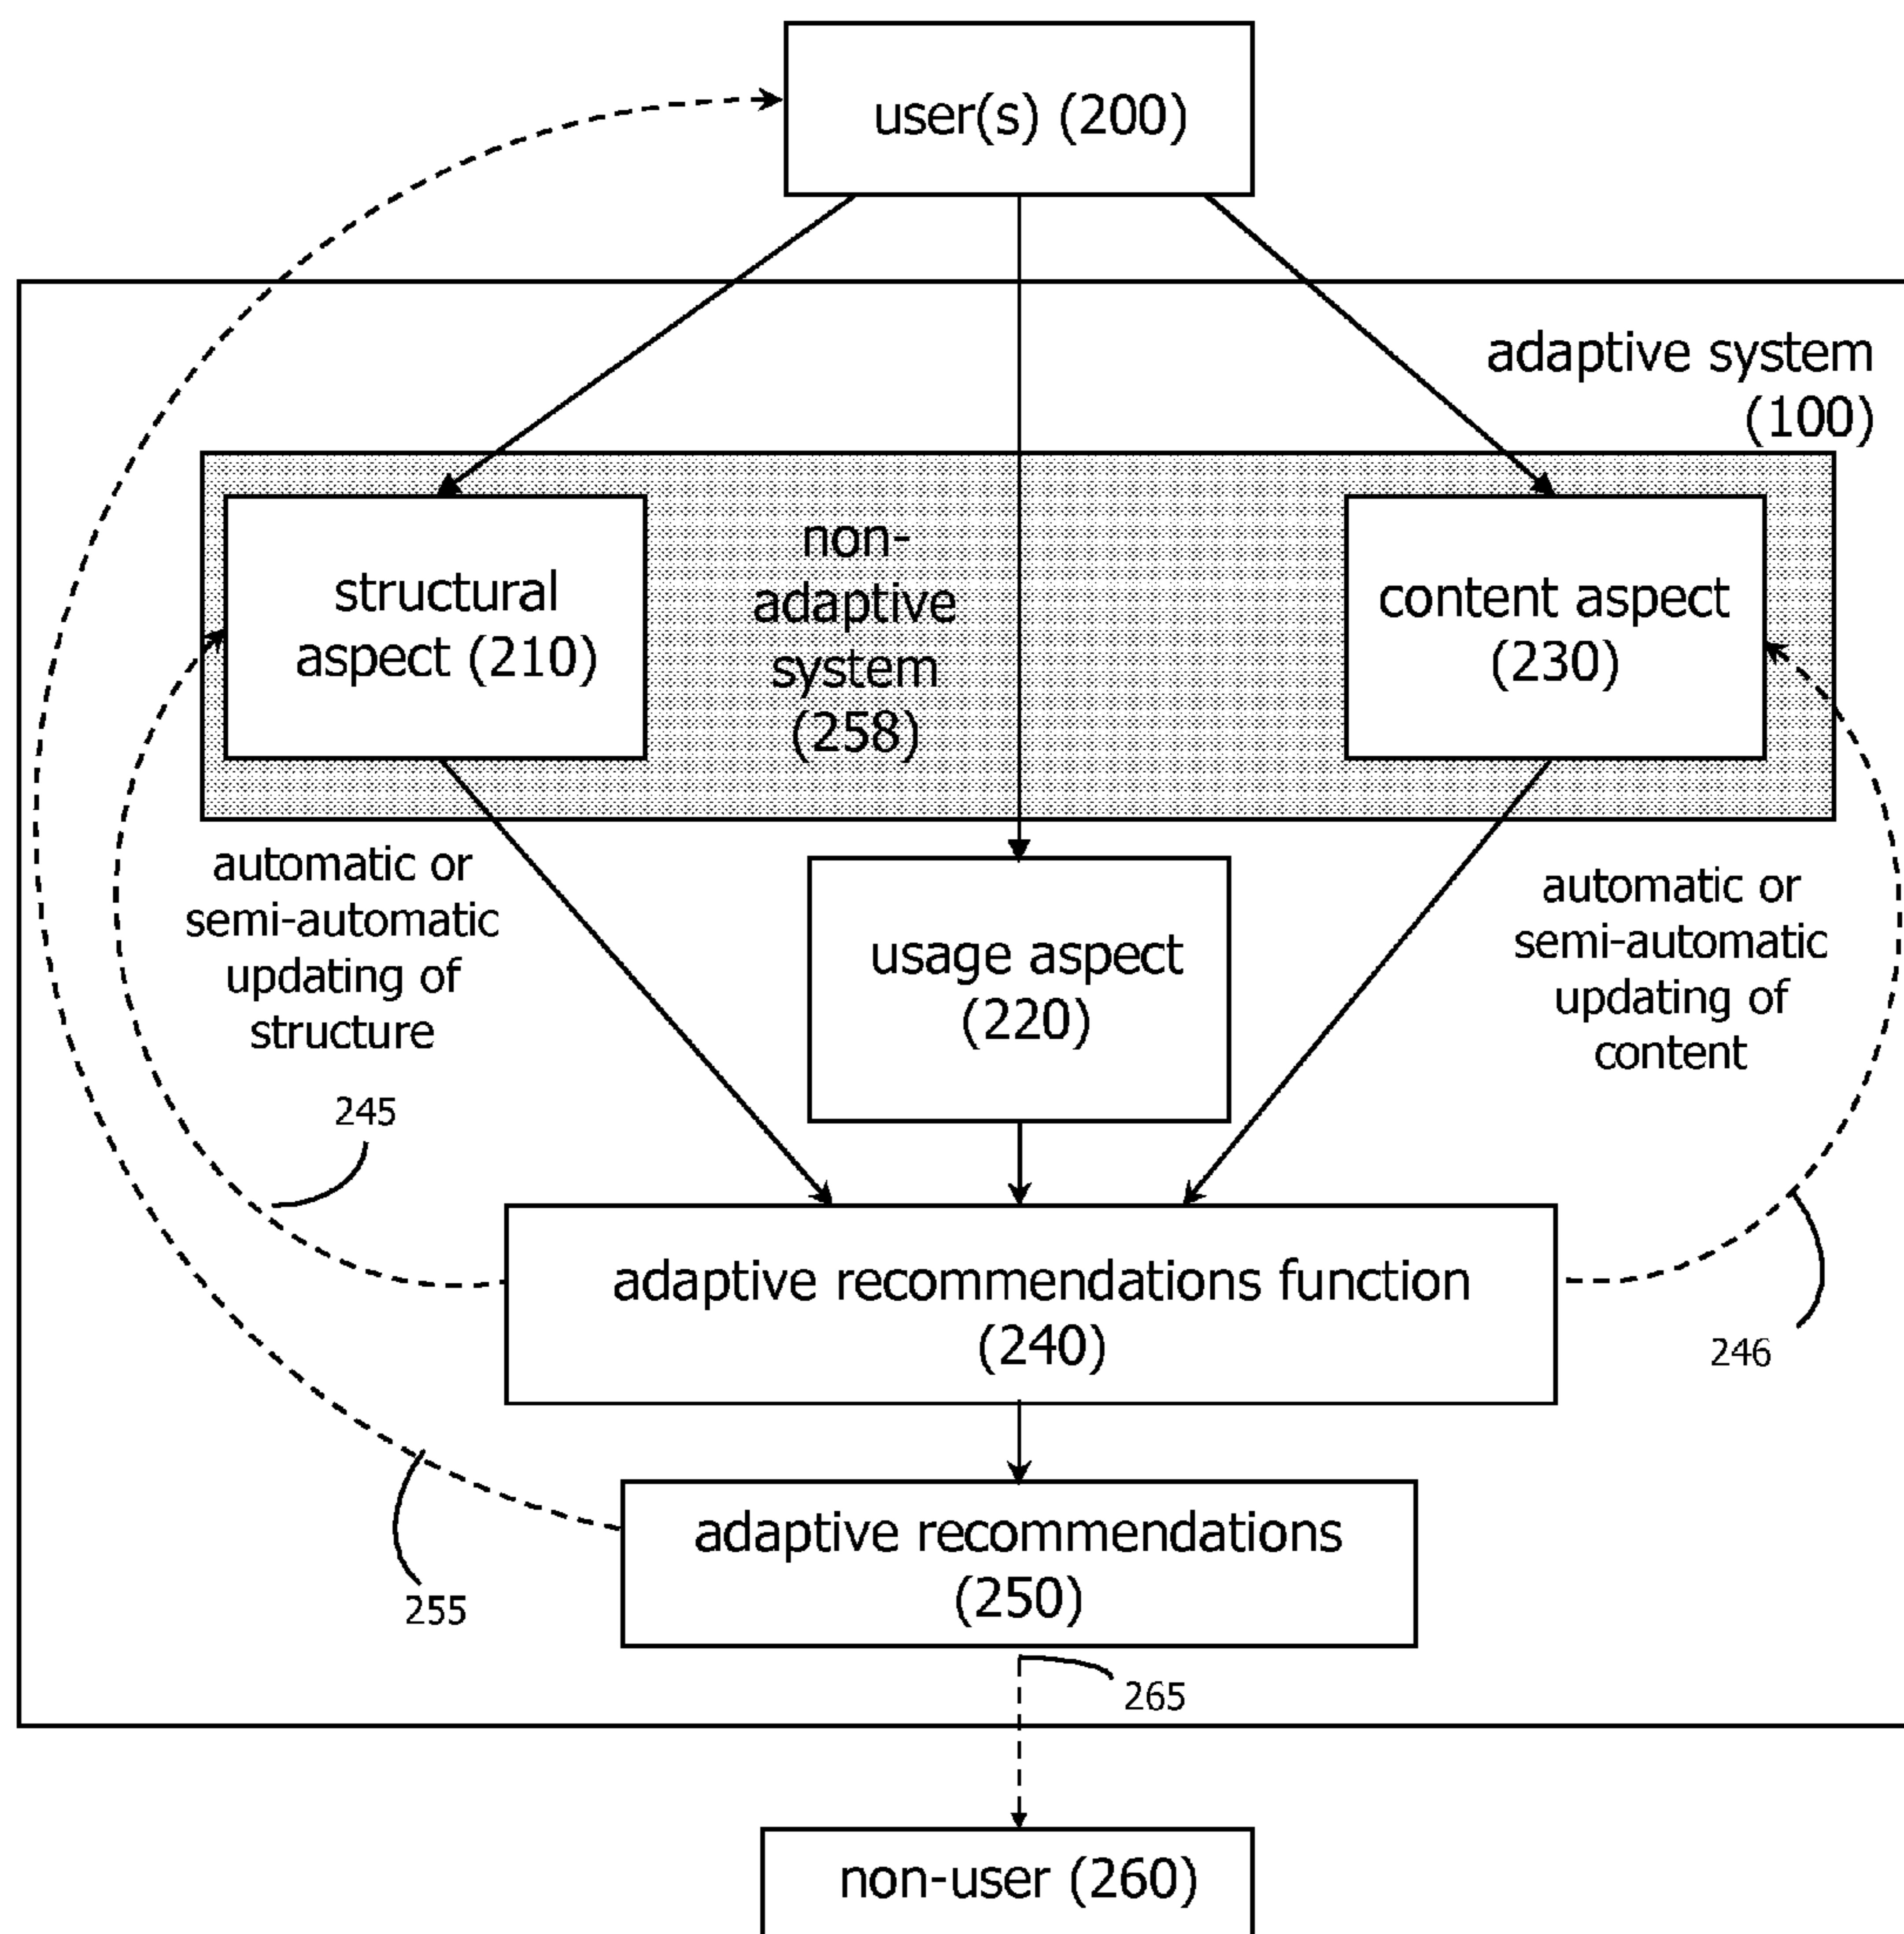 user(s) (200)
adaptive system
(100)
non-
adaptive
system
(258)
structural
aspect (210)
content aspect
(230)
automatic or
semi-automatic
updating of
structure
usage aspect
(220)
automatic or
semi-automatic
updating of
content
245
adaptive recommendations function
(240)
246
adaptive recommendations
(250)
255
265
non-user (260)